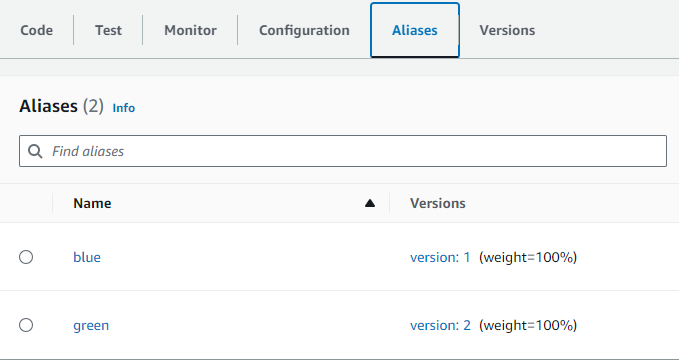 Code Test Monitor Configuration Aliases Versions
Aliases (2) Info
Find aliases
Name Versions
blue version: 1 (weight=100%)
green version: 2 (weight=100%)